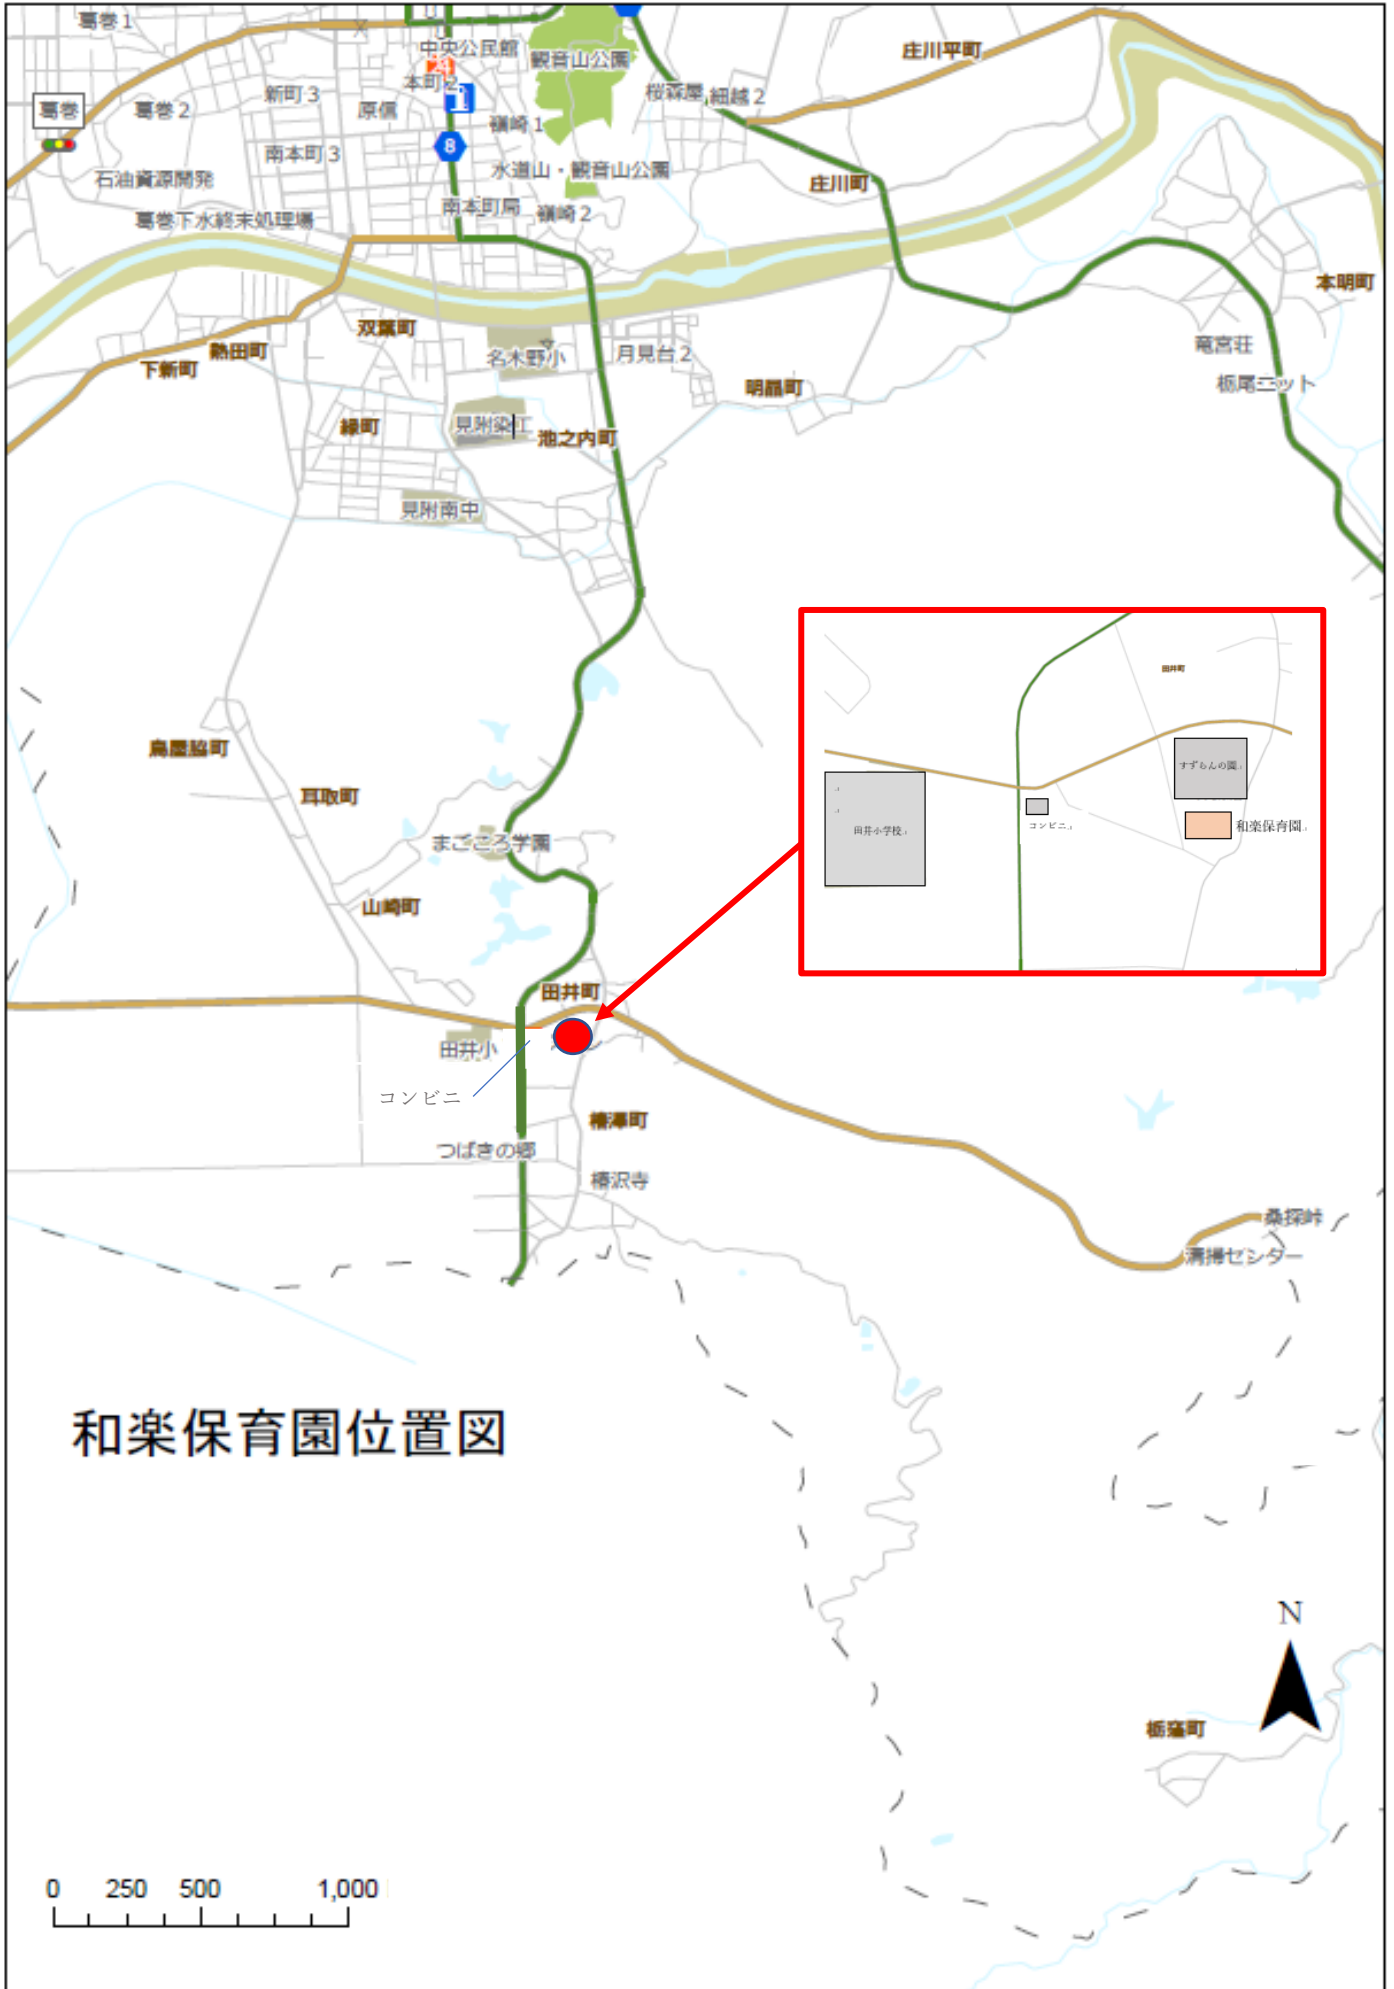 葛巻1
中央公民館
観音山公園
庄川平町
本町2
新町3
原信
桜森屋
細越2
葛巻
葛巻2
1
嶺崎1
8
南本町3
水道山・観音山公園
石油資源開発
庄川町
南本町局
嶺崎2
葛巻下水終末処理場
本明町
双葉町
熱田町
下新町
名木野小
月見台2
竜宮荘
明晶町
栃尾ニット
緑町
見附染工
池之内町
見附南中
田井町
鳥屋脇町
すずらんの園
耳取町
コンビニ
田井小学校
和楽保育園
まごころ学園
山崎町
田井町
田井小
コンビニ
椿澤町
つばきの郷
椿沢寺
桑探峠
清掃センター
和楽保育園位置図
N
栃窪町
0 250 500 1,000